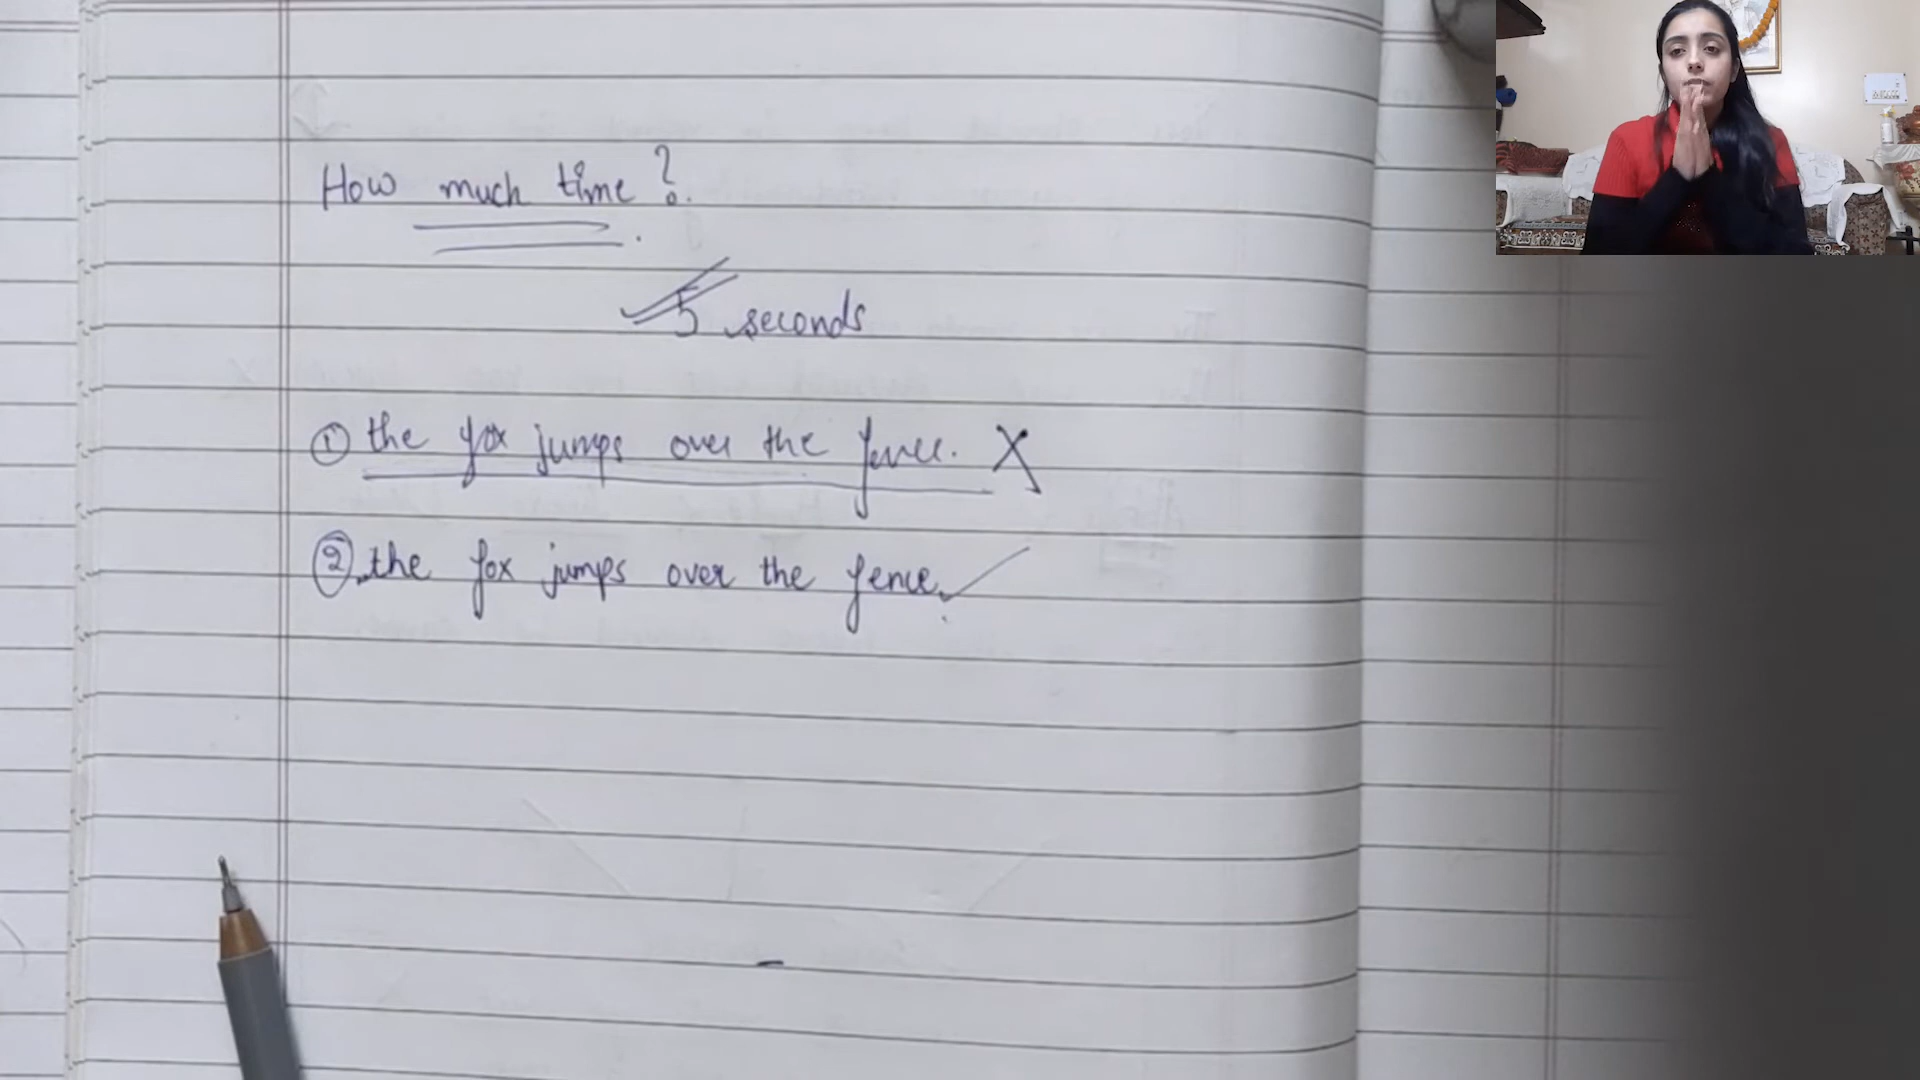 How much time?
5 seconds
① the fox jumps over the fence. X
②. the fox jumps over the fence.